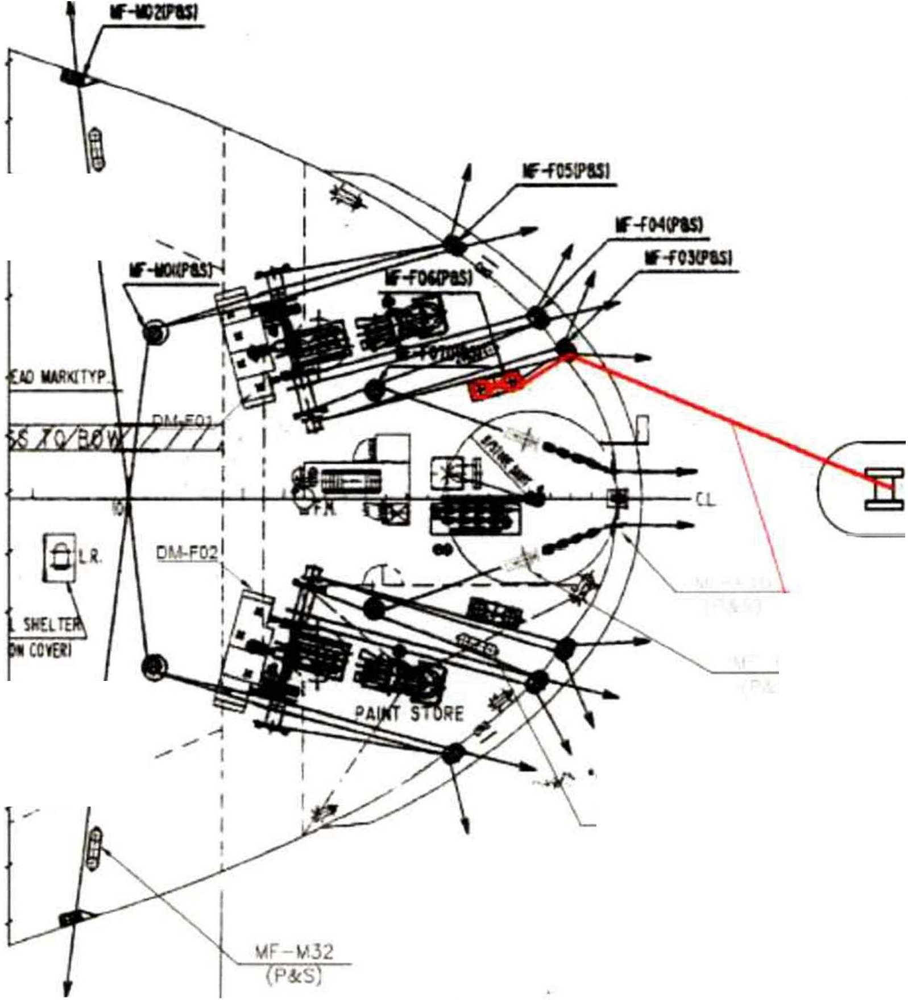 MF-M02(P&S)
MF-F05(P&S)
MF-F04(P&S)
MF-F03(P&S)
MF-M01(P&S)
MF-F06(P&S)
EAD MARK(TYP.
DM-F01
SS TO BOW
C.L
F.M.
DM-F02
L.R.
L SHELTER
ON COVER)
PAINT STORE
MF-M32
(P&S)